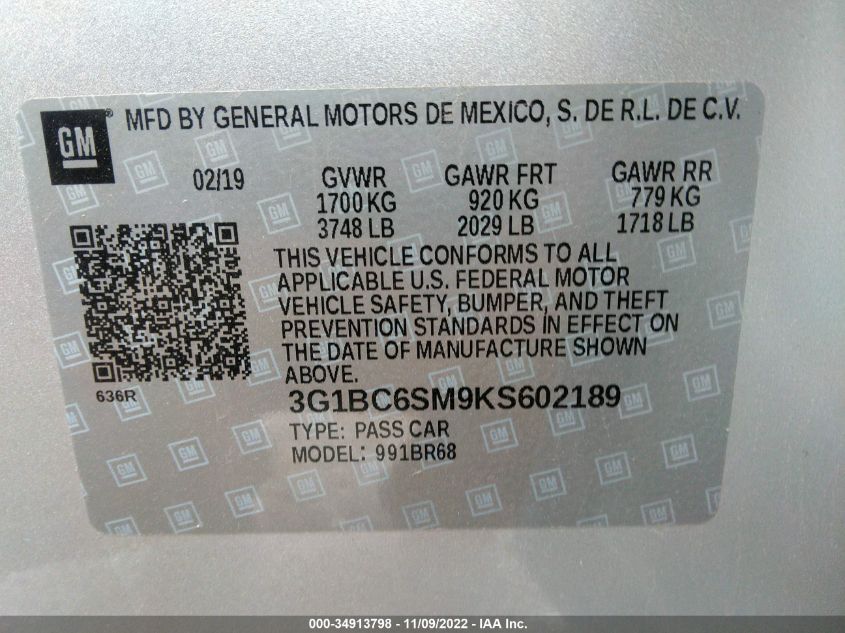 GM® MFD BY GENERAL MOTORS DE MEXICO, S. DE R.L. DE C.V.
02/19 GVWR GAWR FRT GAWR RR
1700 KG 920 KG 779 KG
3748 LB 2029 LB 1718 LB
THIS VEHICLE CONFORMS TO ALL
APPLICABLE U.S. FEDERAL MOTOR
VEHICLE SAFETY, BUMPER, AND THEFT
PREVENTION STANDARDS IN EFFECT ON
THE DATE OF MANUFACTURE SHOWN
ABOVE.
636R
3G1BC6SM9KS602189
TYPE: PASS CAR
MODEL: 991BR68
000-34913798 - 11/09/2022 - IAA Inc.